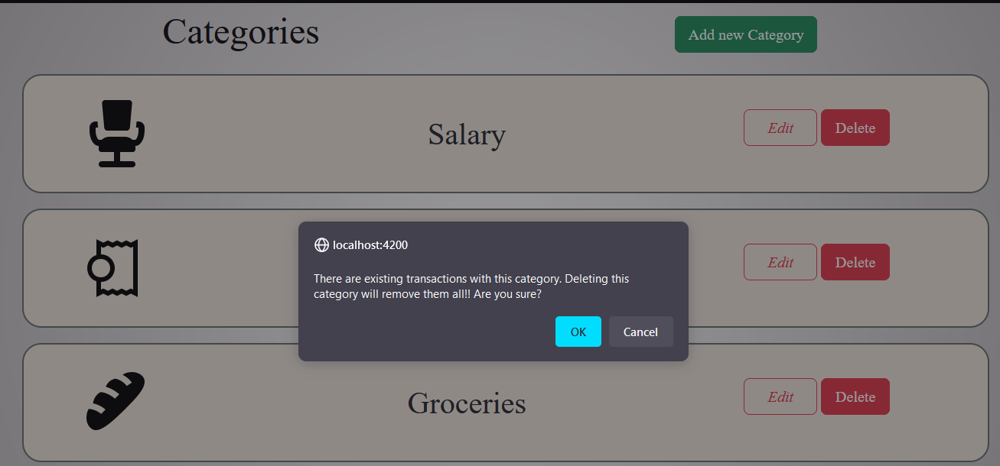 Categories
Add new Category
Salary
Edit
Delete
Edit
Delete
localhost:4200
There are existing transactions with this category. Deleting this
category will remove them all!! Are you sure?
OK
Cancel
Groceries
Edit
Delete